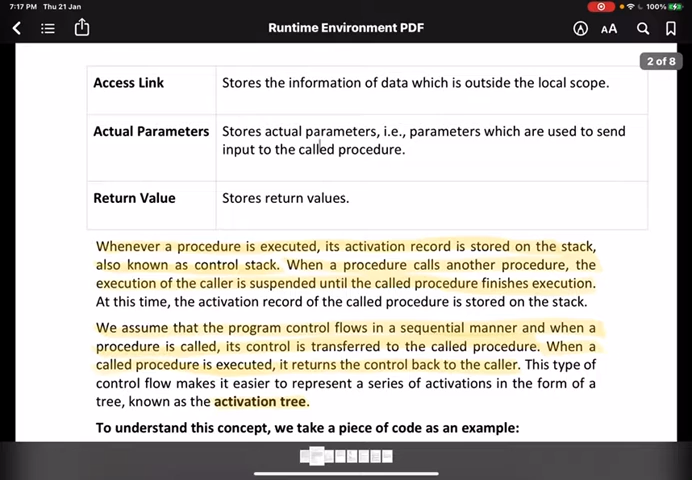 7:17 PM Thu 21 Jan
100%
Runtime Environment PDF
AA
2 of 8
Access Link Stores the information of data which is outside the local scope.
Actual Parameters Stores actual parameters, i.e., parameters which are used to send
input to the called procedure.
Return Value Stores return values.
Whenever a procedure is executed, its activation record is stored on the stack,
also known as control stack. When a procedure calls another procedure, the
execution of the caller is suspended until the called procedure finishes execution.
At this time, the activation record of the called procedure is stored on the stack.
We assume that the program control flows in a sequential manner and when a
procedure is called, its control is transferred to the called procedure. When a
called procedure is executed, it returns the control back to the caller. This type of
control flow makes it easier to represent a series of activations in the form of a
tree, known as the activation tree.
To understand this concept, we take a piece of code as an example: